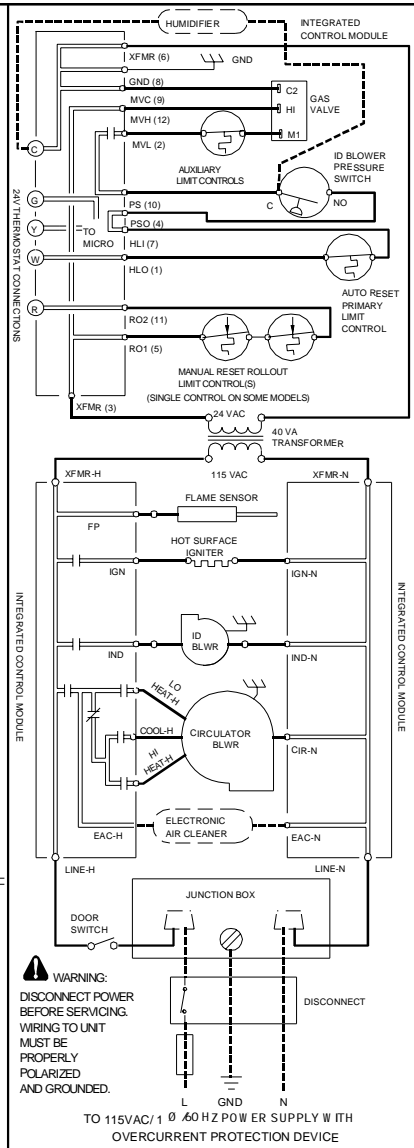 HUMIDIFIER
INTEGRATED
CONTROL MODULE
XFMR (6)
GND
GND (8)
MVC (9)
MVH (12)
MVL (2)
C2
HI
M1
GAS
VALVE
C
AUXILIARY
LIMIT CONTROLS
ID BLOWER
PRESSURE
SWITCH
C
NO
24V THERMOSTAT CONNECTIONS
G
Y
W
R
TO
MICRO
PS (10)
PSO (4)
HLI (7)
HLO (1)
AUTO RESET
PRIMARY
LIMIT
CONTROL
RO2 (11)
RO1 (5)
MANUAL RESET ROLLOUT
LIMIT CONTROL(S)
(SINGLE CONTROL ON SOME MODELS)
XFMR (3)
24 VAC
40 VA
TRANSFORMER
115 VAC
XFMR-H
XFMR-N
FLAME SENSOR
FP
HOT SURFACE
IGNITER
IGN
IGN-N
INTEGRATED CONTROL MODULE
INTEGRATED CONTROL MODULE
ID
BLWR
IND
IND-N
LO
HEAT-H
COOL-H
HI
HEAT-H
CIRCULATOR
BLWR
CIR-N
ELECTRONIC
AIR CLEANER
EAC-H
EAC-N
LINE-H
LINE-N
JUNCTION BOX
DOOR
SWITCH
WARNING:
DISCONNECT POWER
BEFORE SERVICING.
WIRING TO UNIT
MUST BE
PROPERLY
POLARIZED
AND GROUNDED.
DISCONNECT
L
GND
N
TO 115VAC/ 1 Ø /60 HZ POWER SUPPLY WITH
OVERCURRENT PROTECTION DEVICE